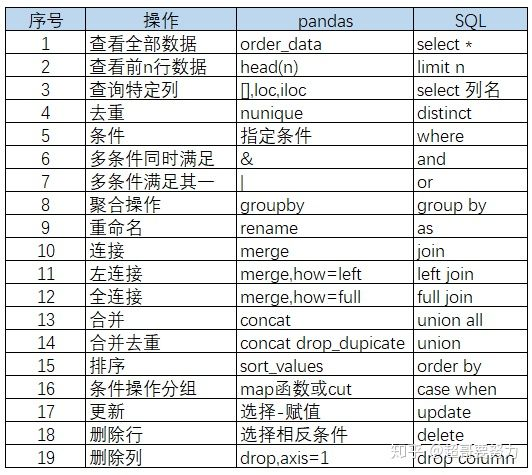 序号 操作 pandas SQL
1 查看全部数据 order_data select *
2 查看前n行数据 head(n) limit n
3 查询特定列 [],loc,iloc select 列名
4 去重 nunique distinct
5 条件 指定条件 where
6 多条件同时满足 & and
7 多条件满足其一 | or
8 聚合操作 groupby group by
9 重命名 rename as
10 连接 merge join
11 左连接 merge,how=left left join
12 全连接 merge,how=full full join
13 合并 concat union all
14 合并去重 concat drop_dupicate union
15 排序 sort_values order by
16 条件操作分组 map函数或cut case when
17 更新 选择-赋值 update
18 删除行 选择相反条件 delete
19 删除列 drop,axis=1 drop column
知乎 @超哥要努力